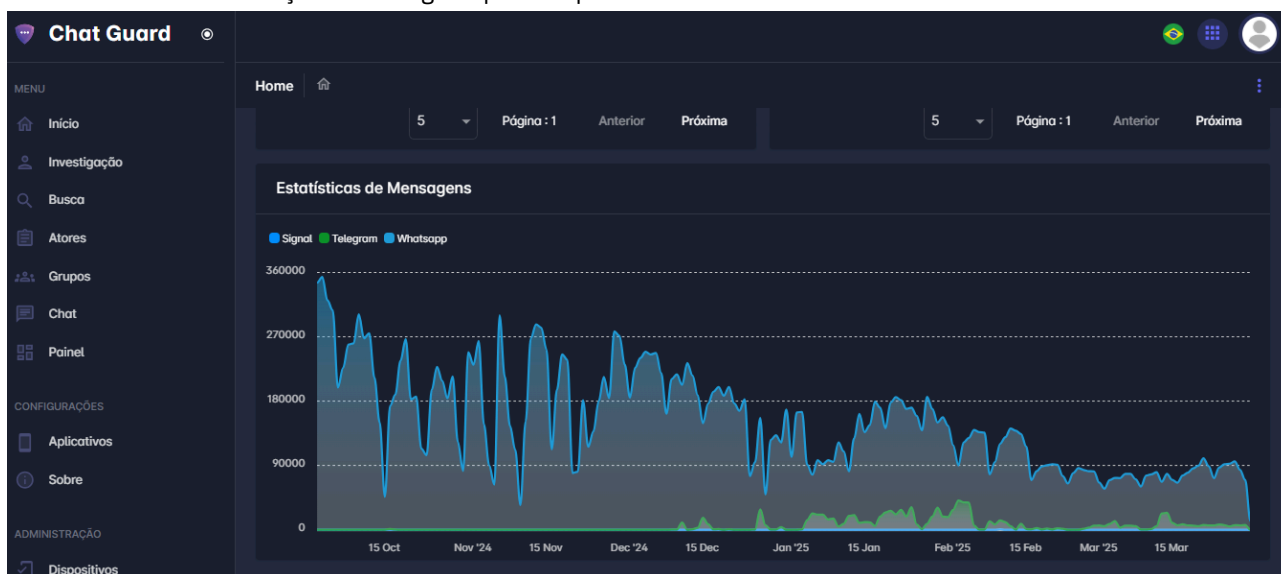 Chat Guard
MENU
Início
Investigação
Busca
Atores
Grupos
Chat
Painel
CONFIGURAÇÕES
Aplicativos
Sobre
ADMINISTRAÇÃO
Dispositivos
Home
5 Página : 1 Anterior Próxima
5 Página : 1 Anterior Próxima
Estatísticas de Mensagens
Signal Telegram Whatsapp
360000
270000
180000
90000
0
15 Oct Nov '24 15 Nov Dec '24 15 Dec Jan '25 15 Jan Feb '25 15 Feb Mar '25 15 Mar